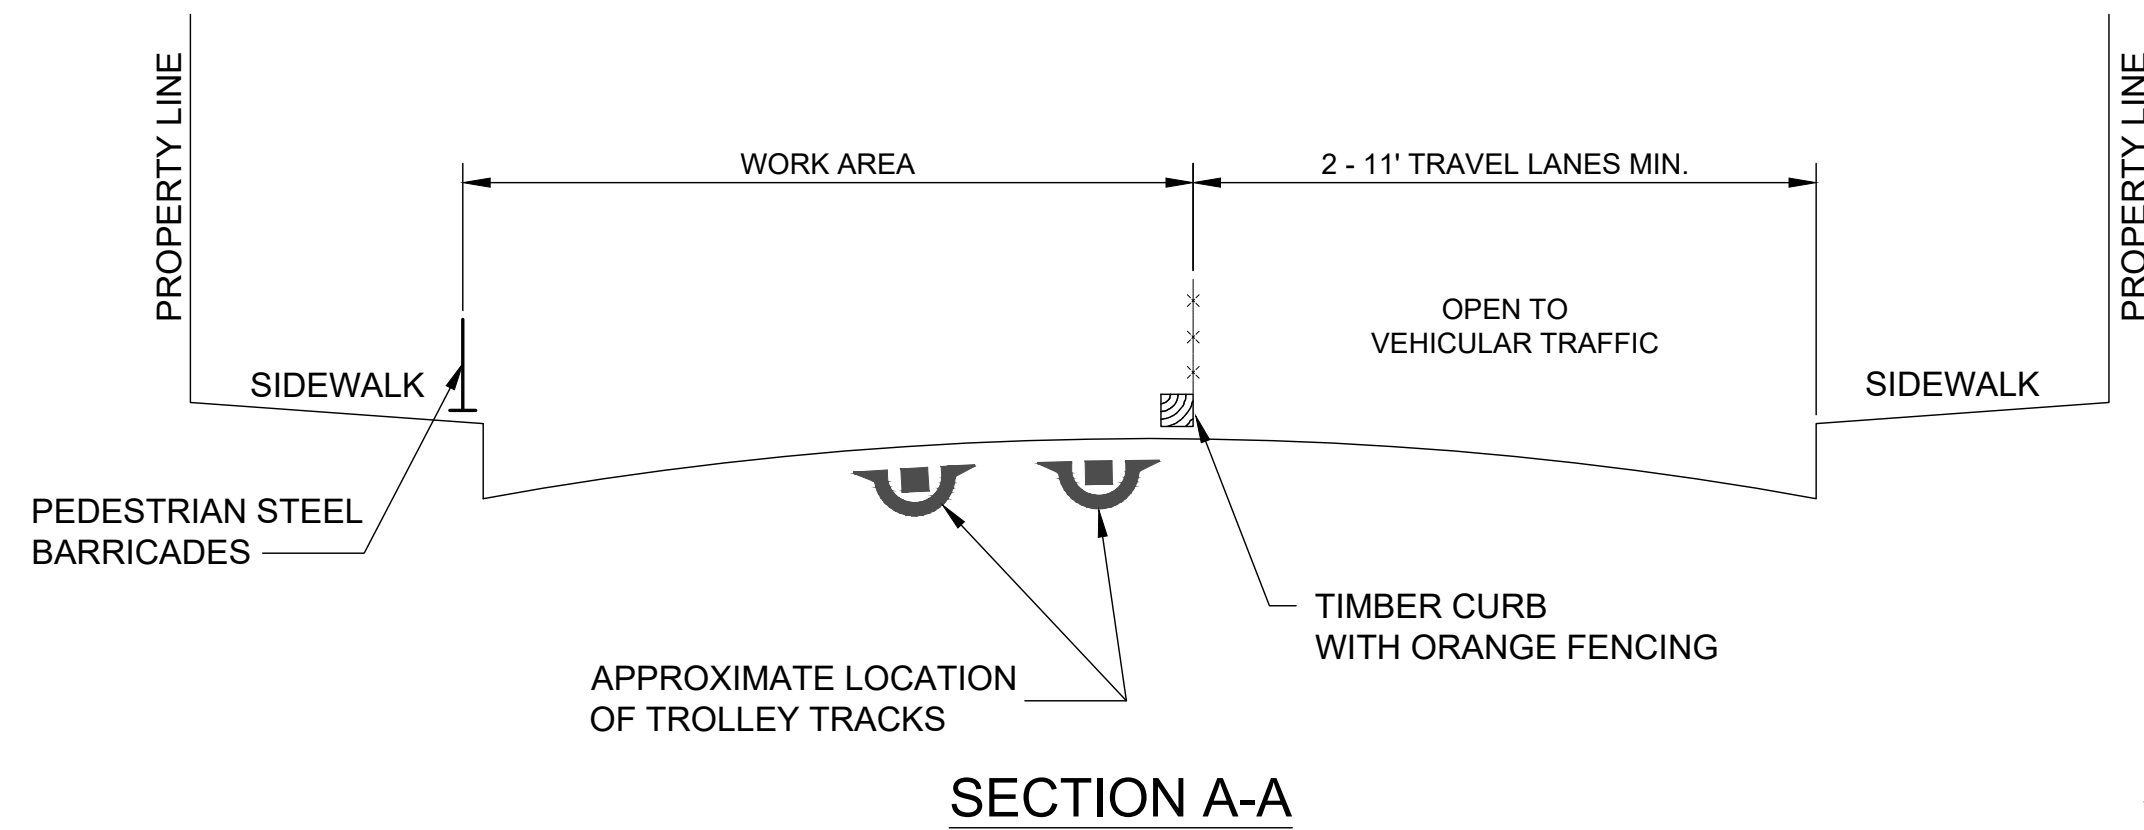 PROPERTY LINE
WORK AREA
2 - 11' TRAVEL LANES MIN.
PROPERTY LINE
OPEN TO
VEHICULAR TRAFFIC
SIDEWALK
SIDEWALK
PEDESTRIAN STEEL
BARRICADES
TIMBER CURB
WITH ORANGE FENCING
APPROXIMATE LOCATION
OF TROLLEY TRACKS
SECTION A-A